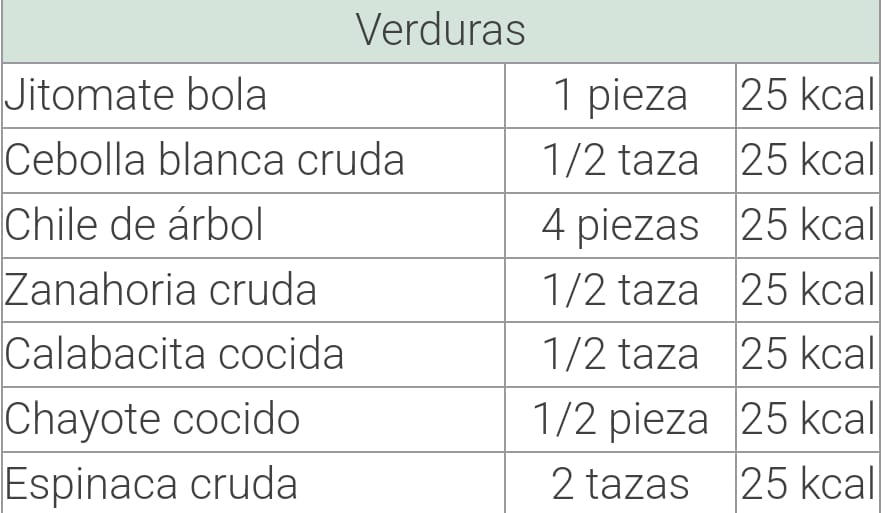 Verduras
Jitomate bola 1 pieza 25 kcal
Cebolla blanca cruda 1/2 taza 25 kcal
Chile de árbol 4 piezas 25 kcal
Zanahoria cruda 1/2 taza 25 kcal
Calabacita cocida 1/2 taza 25 kcal
Chayote cocido 1/2 pieza 25 kcal
Espinaca cruda 2 tazas 25 kcal